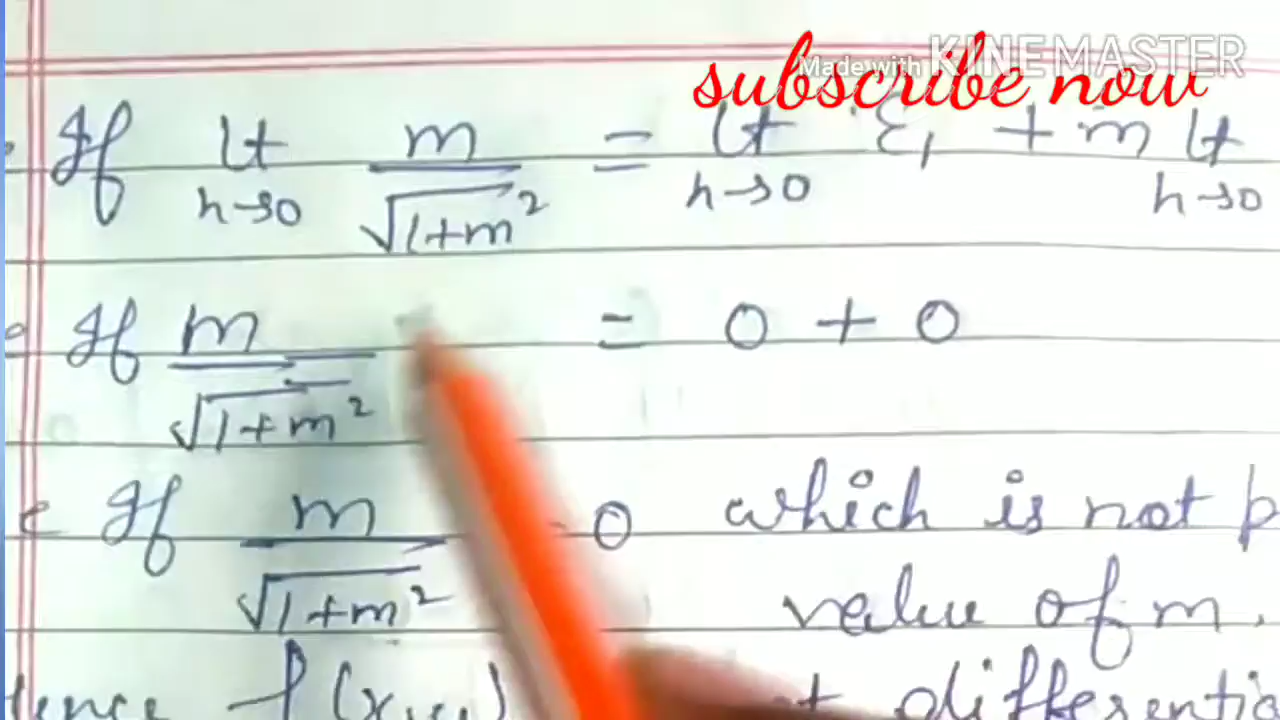 Made with KINEMASTER
subscribe now
If lt m/√1+m² = lt ε₁ + m lt
h→0 h→0 h→0
If m/√1+m² = 0 + 0
If m/√1+m² 0 which is not
value of m.
f(x,y) differentia